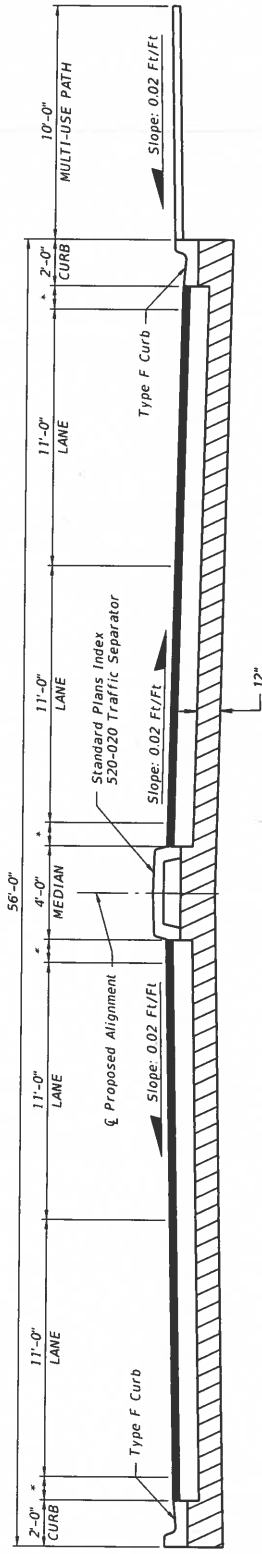 56'-0"
2'-0"
CURB
*
11'-0"
LANE
11'-0"
LANE
*
4'-0"
MEDIAN
*
11'-0"
LANE
11'-0"
LANE
*
2'-0"
CURB
10'-0"
MULTI-USE PATH
Type F Curb
℄ Proposed Alignment
Slope: 0.02 Ft/Ft
Standard Plans Index
520-020 Traffic Separator
Slope: 0.02 Ft/Ft
Type F Curb
Slope: 0.02 Ft/Ft
12"